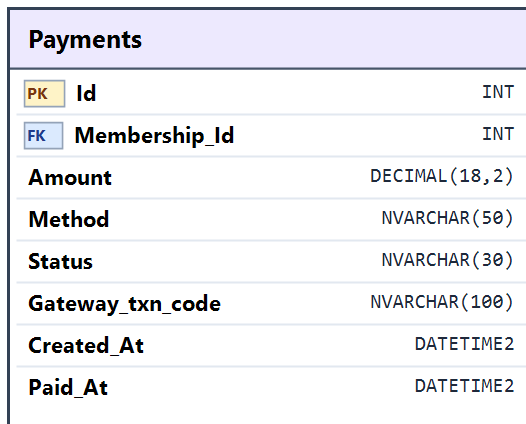 Payments
PK Id INT
FK Membership_Id INT
Amount DECIMAL(18,2)
Method NVARCHAR(50)
Status NVARCHAR(30)
Gateway_txn_code NVARCHAR(100)
Created_At DATETIME2
Paid_At DATETIME2